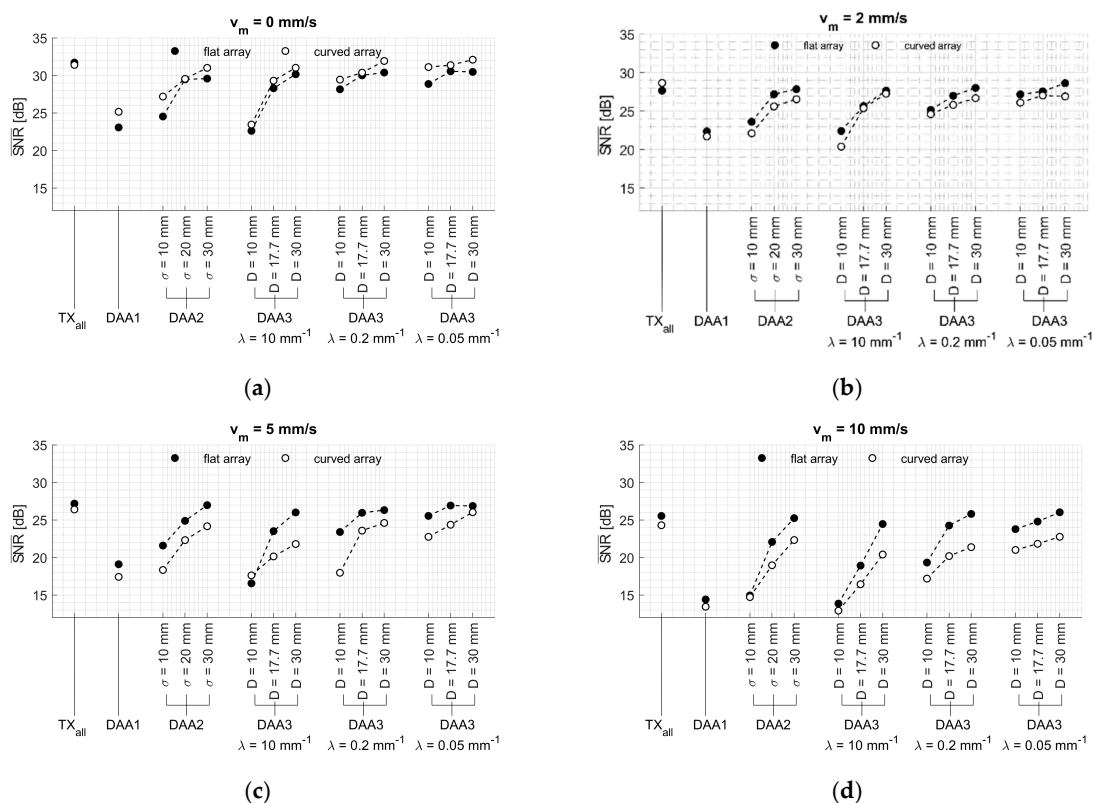 v_m = 0 mm/s
flat array curved array
35
30
25
20
15
SNR [dB]
σ = 10 mm
σ = 20 mm
σ = 30 mm
D = 10 mm
D = 17.7 mm
D = 30 mm
D = 10 mm
D = 17.7 mm
D = 30 mm
D = 10 mm
D = 17.7 mm
D = 30 mm
TX_all DAA1 DAA2 DAA3 DAA3 DAA3
λ = 10 mm⁻¹ λ = 0.2 mm⁻¹ λ = 0.05 mm⁻¹
(a)
v_m = 2 mm/s
flat array curved array
35
30
25
20
15
SNR [dB]
σ = 10 mm
σ = 20 mm
σ = 30 mm
D = 10 mm
D = 17.7 mm
D = 30 mm
D = 10 mm
D = 17.7 mm
D = 30 mm
D = 10 mm
D = 17.7 mm
D = 30 mm
TX_all DAA1 DAA2 DAA3 DAA3 DAA3
λ = 10 mm⁻¹ λ = 0.2 mm⁻¹ λ = 0.05 mm⁻¹
(b)
v_m = 5 mm/s
flat array curved array
35
30
25
20
15
SNR [dB]
σ = 10 mm
σ = 20 mm
σ = 30 mm
D = 10 mm
D = 17.7 mm
D = 30 mm
D = 10 mm
D = 17.7 mm
D = 30 mm
D = 10 mm
D = 17.7 mm
D = 30 mm
TX_all DAA1 DAA2 DAA3 DAA3 DAA3
λ = 10 mm⁻¹ λ = 0.2 mm⁻¹ λ = 0.05 mm⁻¹
(c)
v_m = 10 mm/s
flat array curved array
35
30
25
20
15
SNR [dB]
σ = 10 mm
σ = 20 mm
σ = 30 mm
D = 10 mm
D = 17.7 mm
D = 30 mm
D = 10 mm
D = 17.7 mm
D = 30 mm
D = 10 mm
D = 17.7 mm
D = 30 mm
TX_all DAA1 DAA2 DAA3 DAA3 DAA3
λ = 10 mm⁻¹ λ = 0.2 mm⁻¹ λ = 0.05 mm⁻¹
(d)